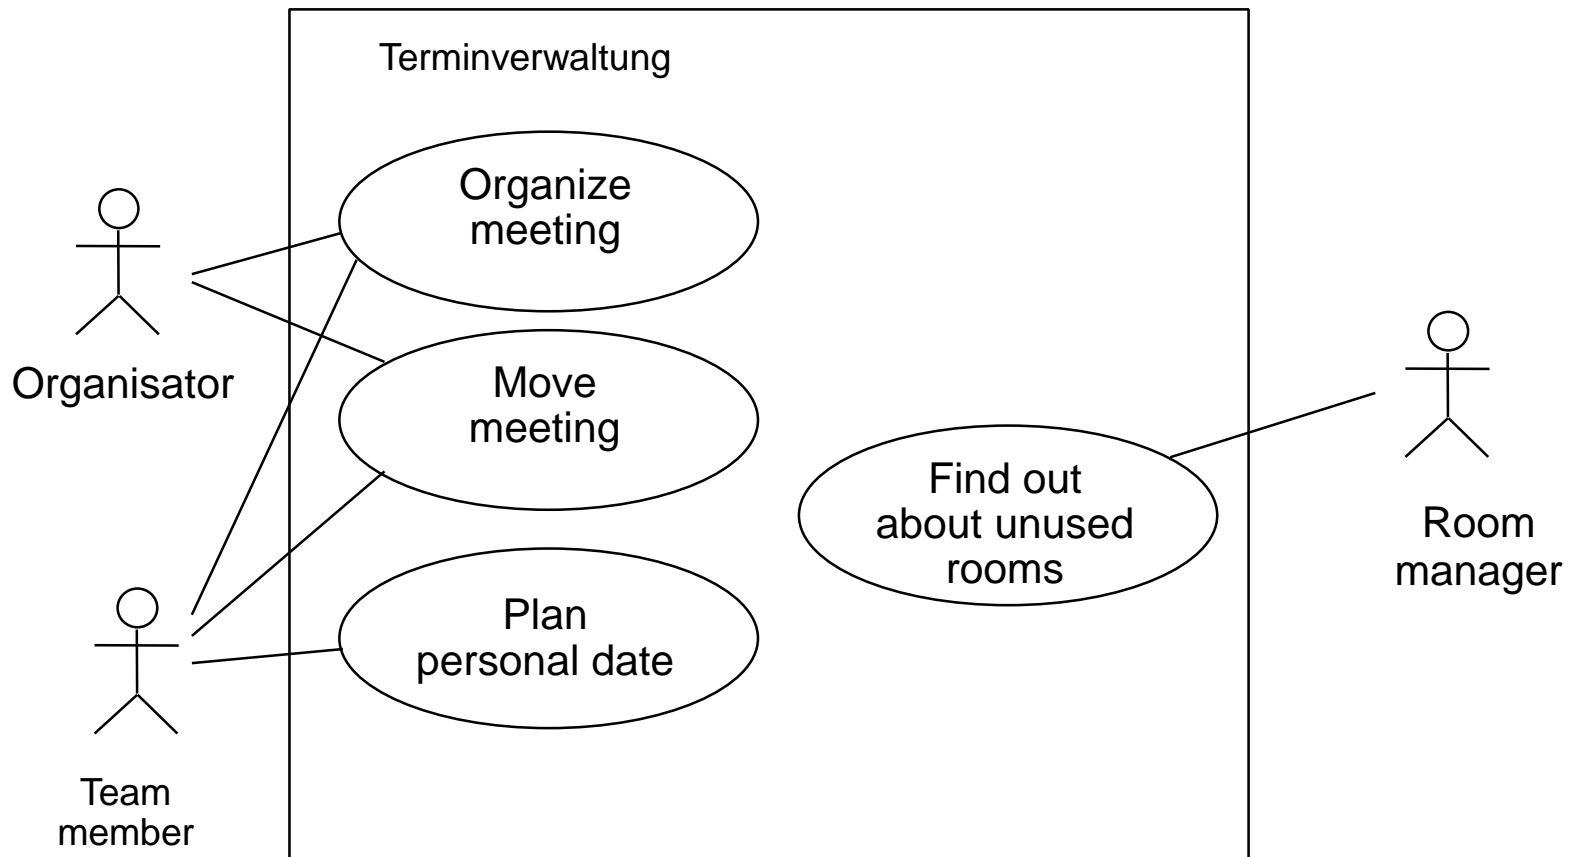 Terminverwaltung
Organize
meeting
Organisator
Move
meeting
Find out
about unused
rooms
Room
manager
Plan
personal date
Team
member